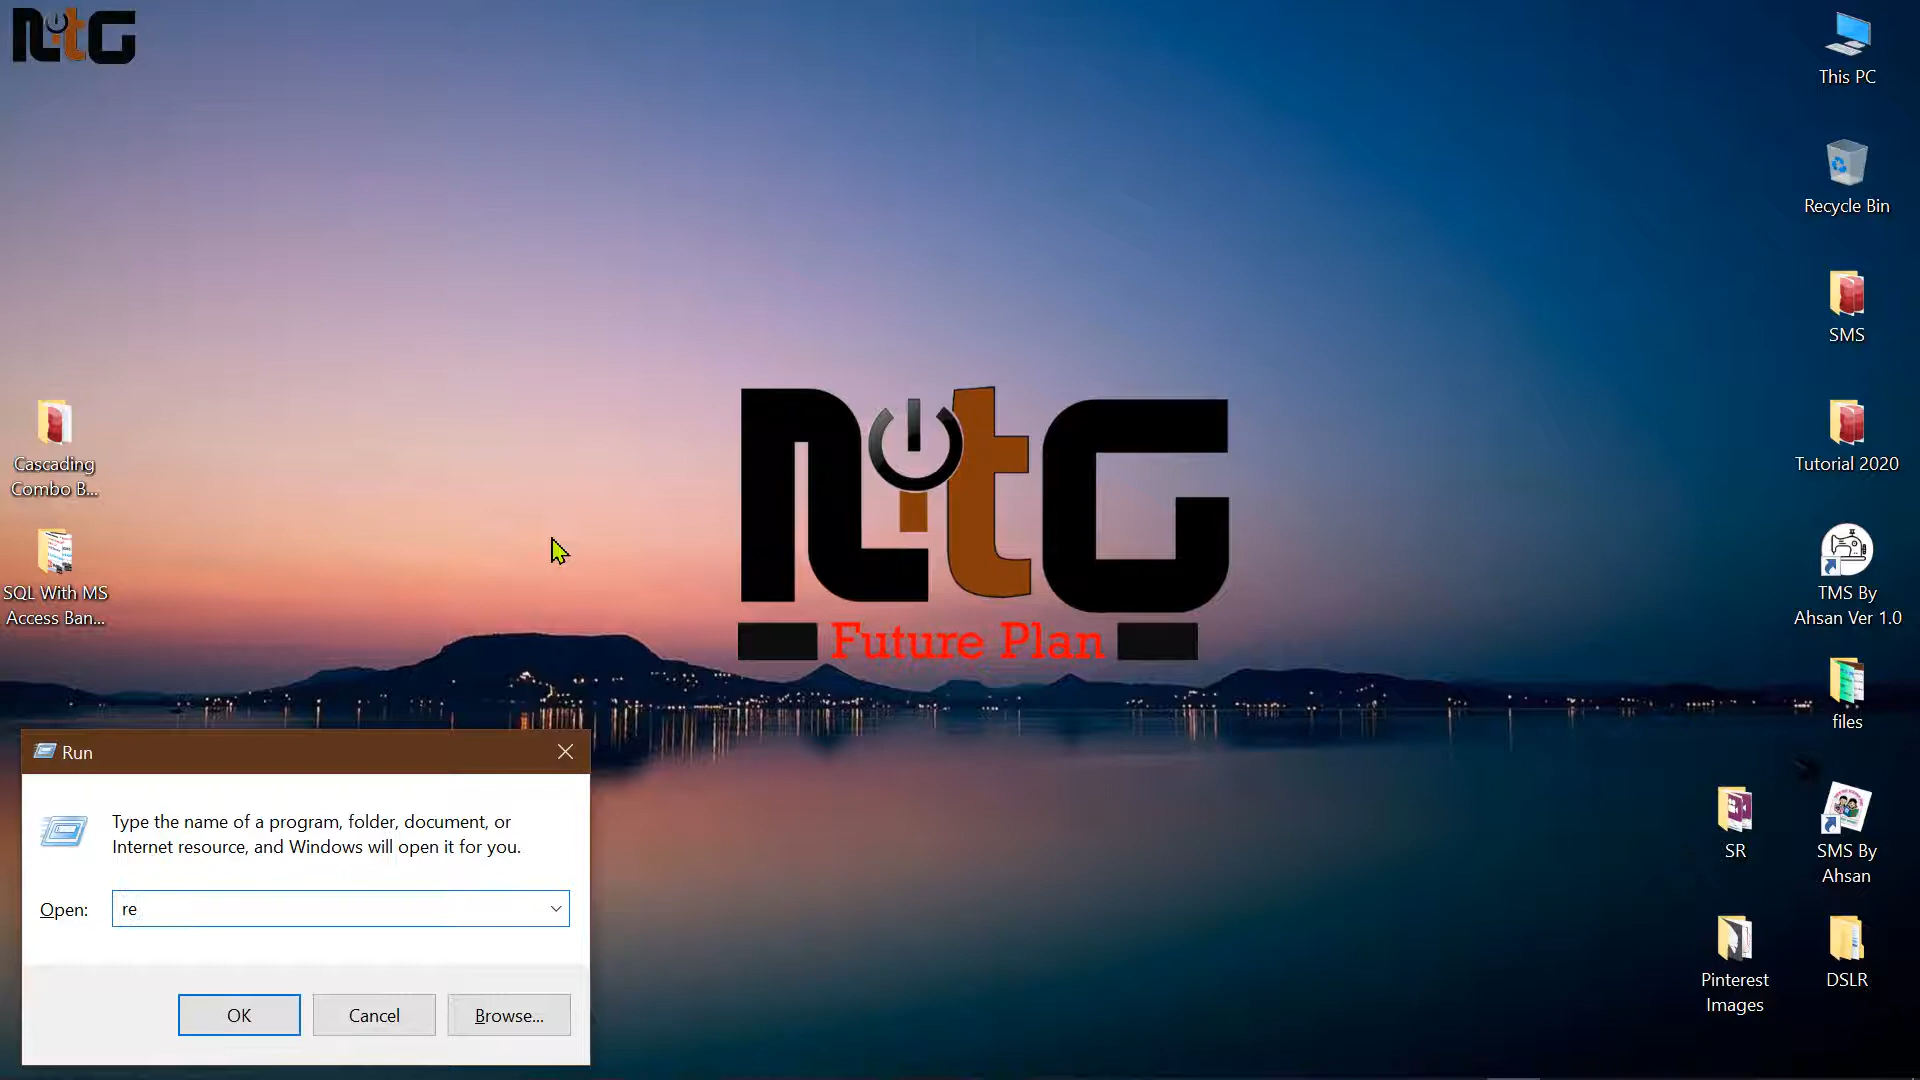 NitG
This PC
Recycle Bin
SMS
Cascading
Combo B...
Tutorial 2020
NitG
SQL With MS
Access Ban...
TMS By
Ahsan Ver 1.0
Future Plan
files
Run
Type the name of a program, folder, document, or
Internet resource, and Windows will open it for you.
Open:
re
OK
Cancel
Browse...
SR
SMS By
Ahsan
Pinterest
Images
DSLR